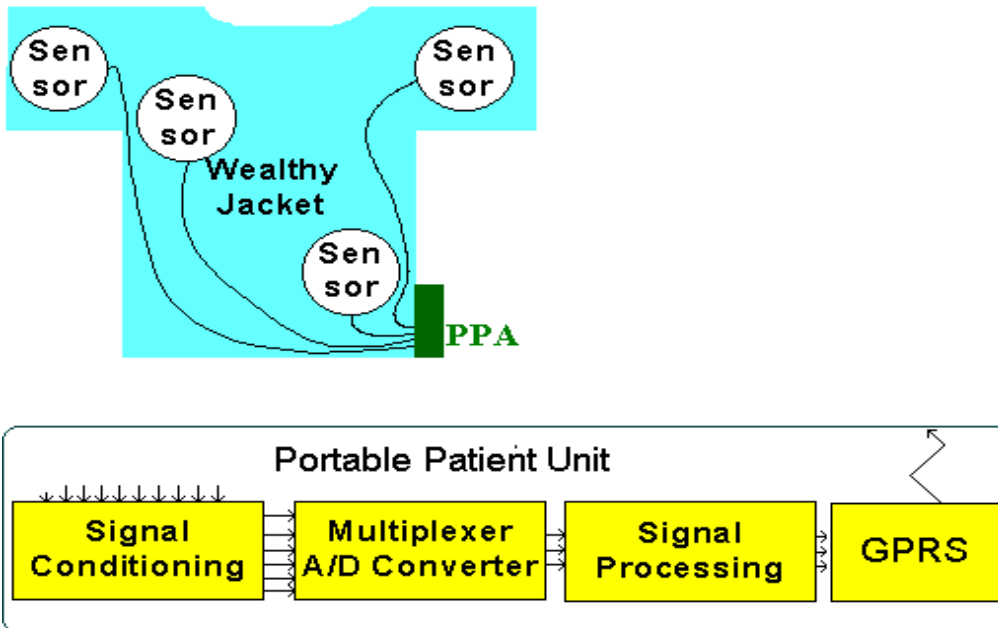 Sen
sor
Sen
sor
Sen
sor
Wealthy
Jacket
Sen
sor
PPA
Portable Patient Unit
Signal
Conditioning
Multiplexer
A/D Converter
Signal
Processing
GPRS